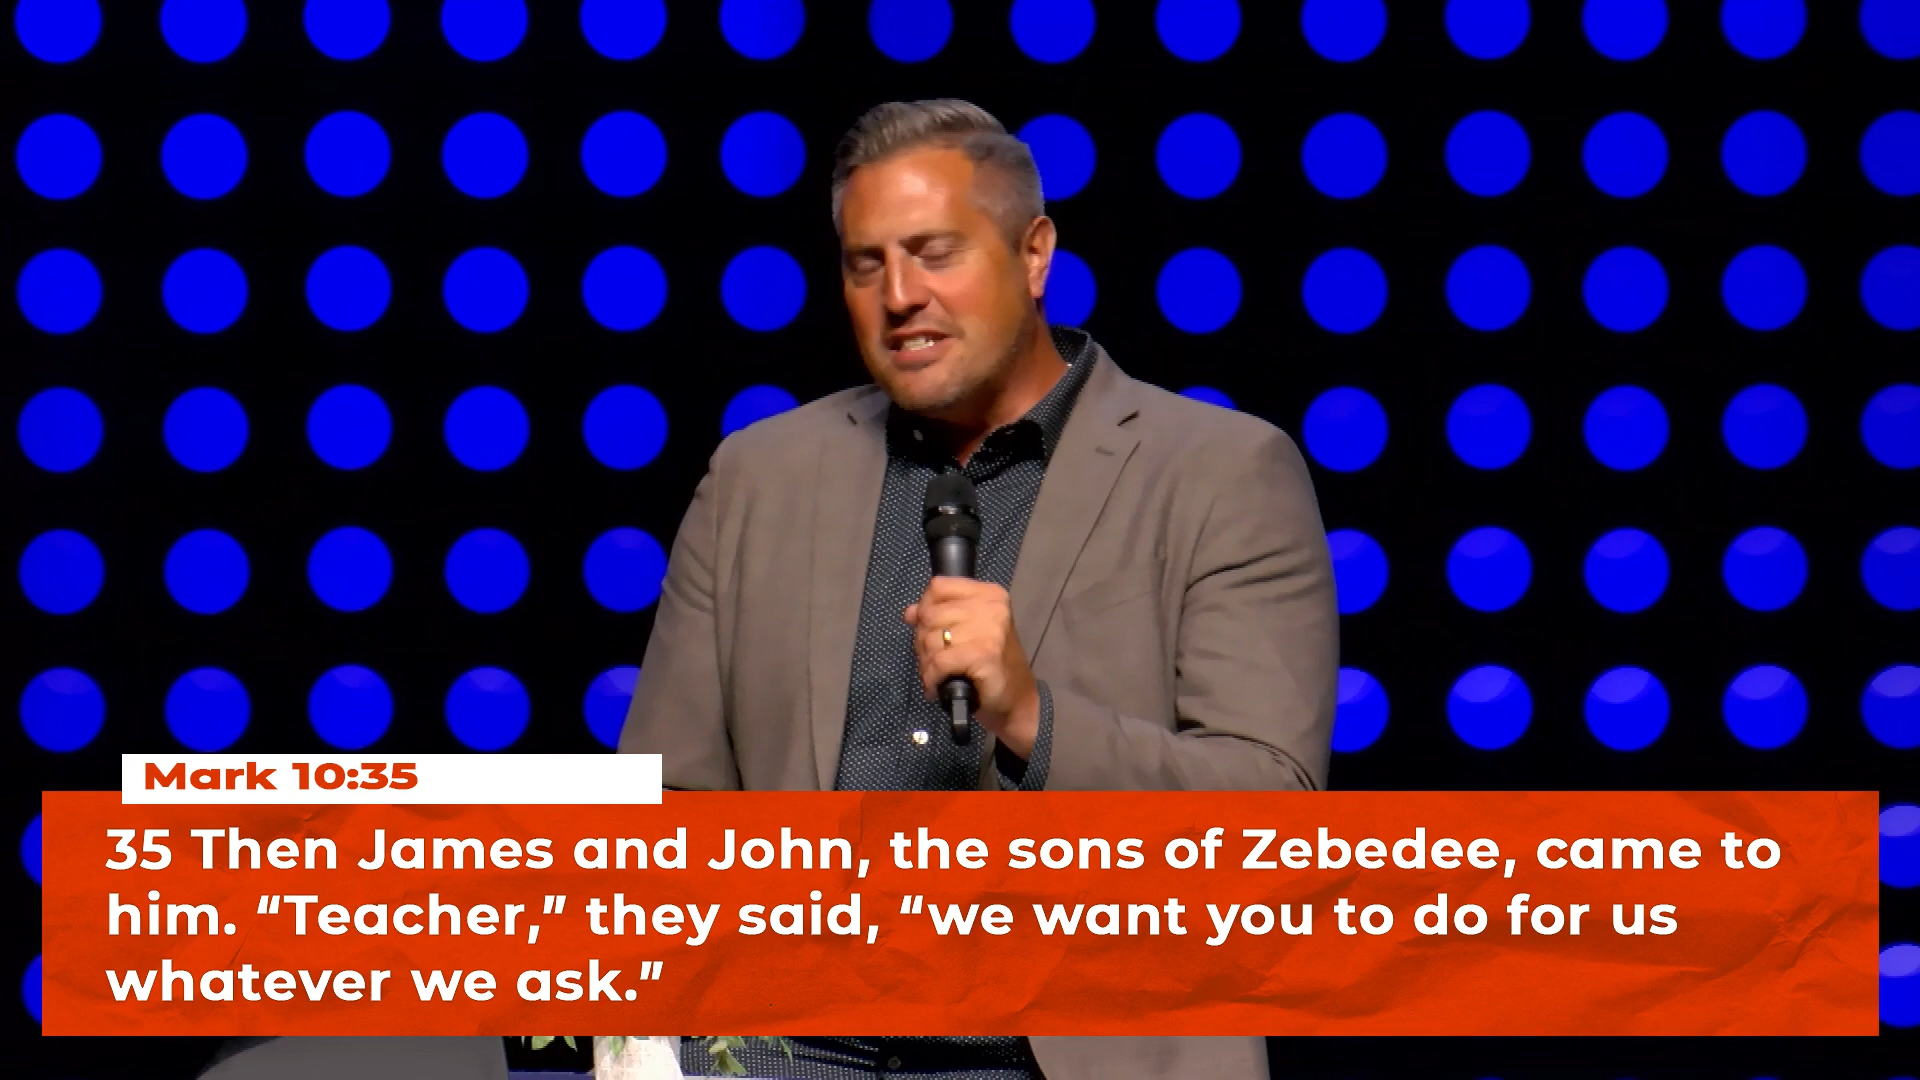 Mark 10:35
35 Then James and John, the sons of Zebedee, came to
him. “Teacher,” they said, “we want you to do for us
whatever we ask.”